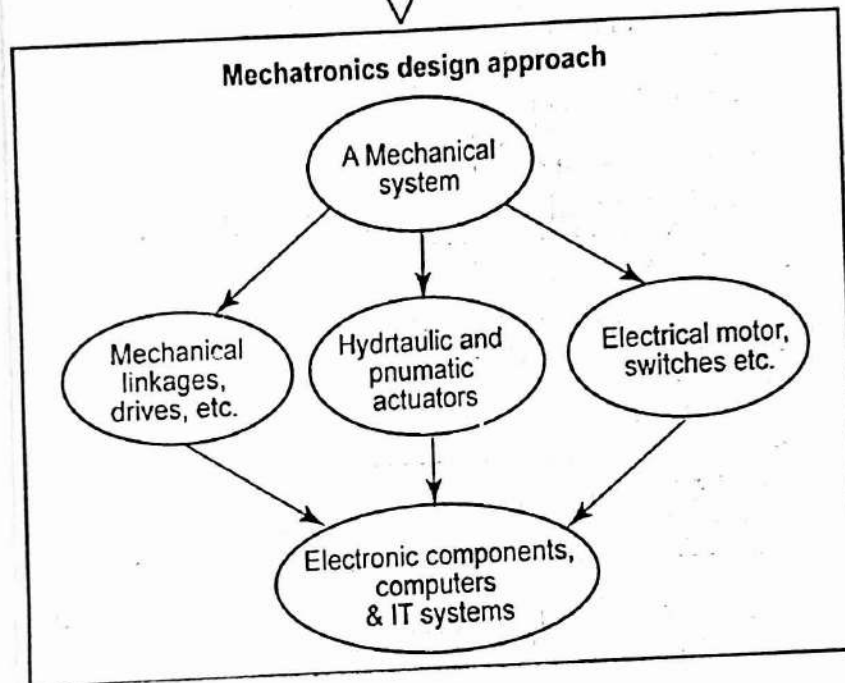 Mechatronics design approach
A Mechanical
system
Mechanical
linkages,
drives, etc.
Hydrtaulic and
pnumatic
actuators
Electrical motor,
switches etc.
Electronic components,
computers
& IT systems